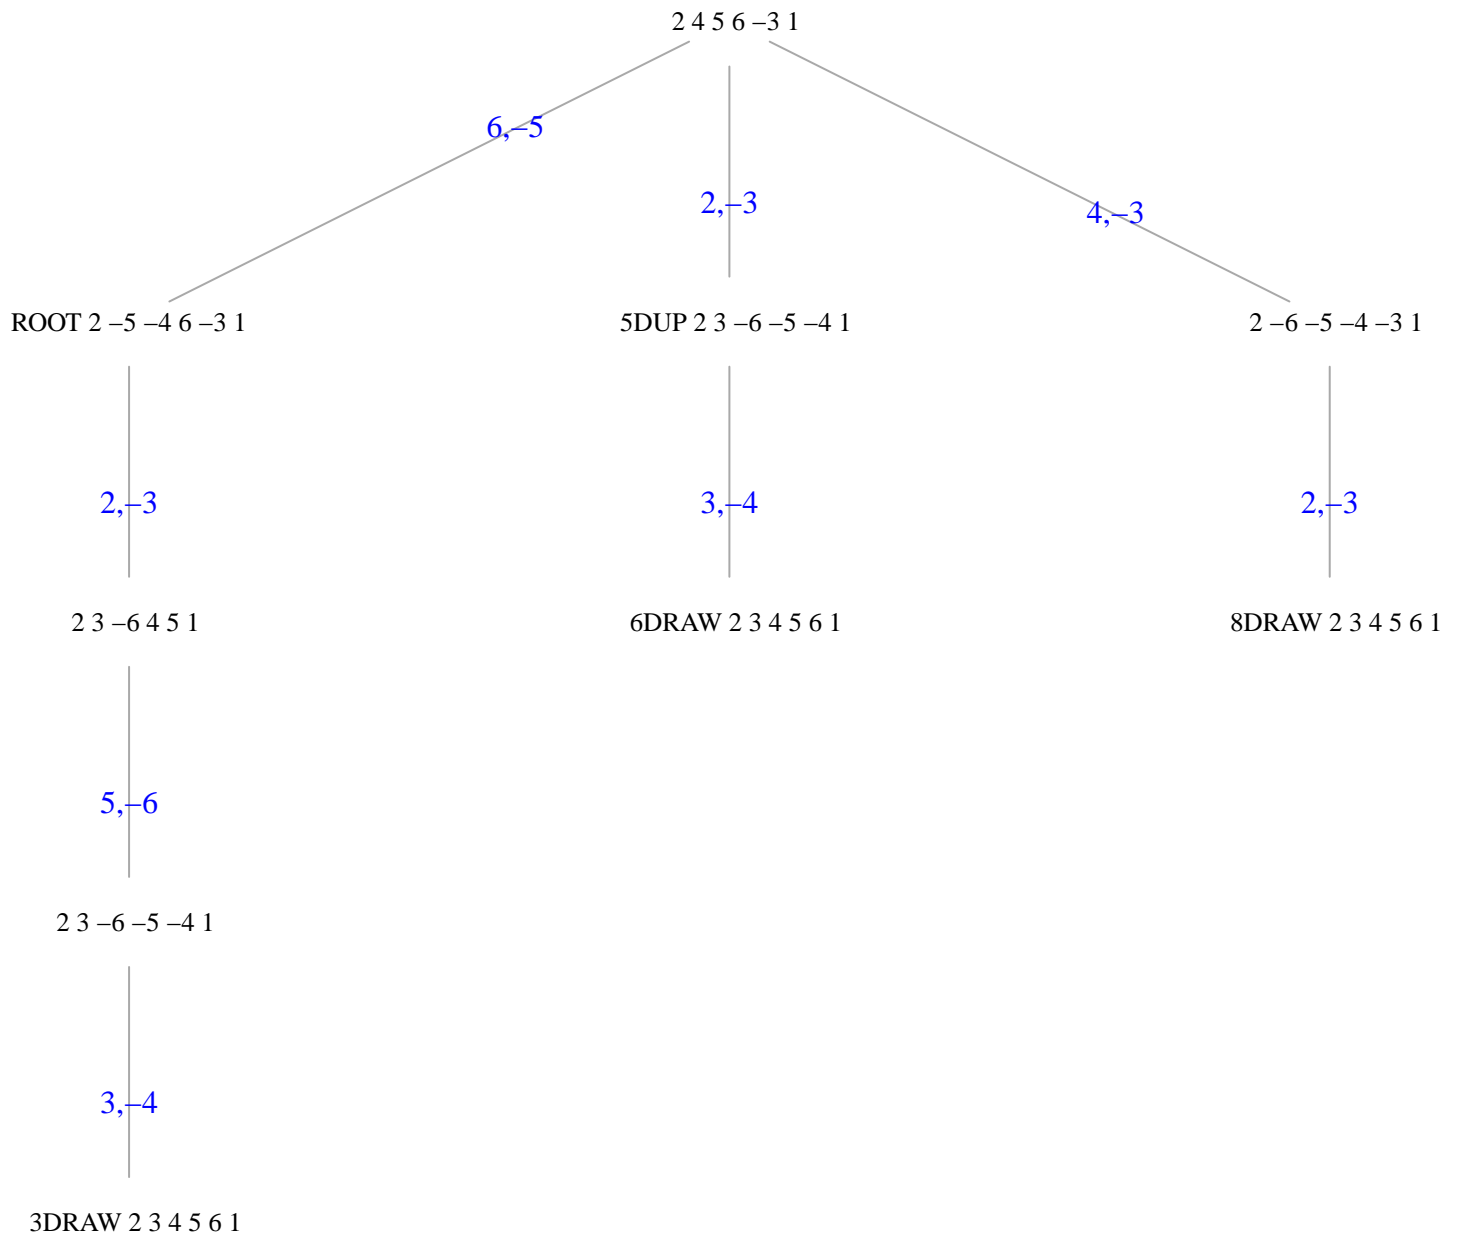 2 4 5 6 –3 1
6,–5
2,–3
4,–3
ROOT 2 –5 –4 6 –3 1
5DUP 2 3 –6 –5 –4 1
2 –6 –5 –4 –3 1
2,–3
3,–4
2,–3
2 3 –6 4 5 1
6DRAW 2 3 4 5 6 1
8DRAW 2 3 4 5 6 1
5,–6
2 3 –6 –5 –4 1
3,–4
3DRAW 2 3 4 5 6 1